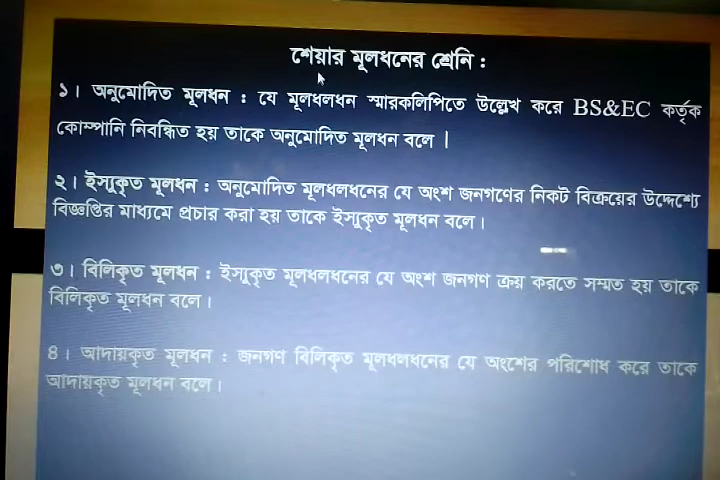 শেয়ার মূলধনের শ্রেনি :
১। অনুমোদিত মূলধন : যে মূলধলধন স্মারকলিপিতে উল্লেখ করে BS&EC কর্তৃক
কোম্পানি নিবন্ধিত হয় তাকে অনুমোদিত মূলধন বলে |
২। ইস্যুকৃত মূলধন : অনুমোদিত মূলধলধনের যে অংশ জনগণের নিকট বিক্রয়ের উদ্দেশ্যে
বিজ্ঞপ্তির মাধ্যমে প্রচার করা হয় তাকে ইস্যুকৃত মূলধন বলে।
৩। বিলিকৃত মূলধন : ইস্যুকৃত মূলধলধনের যে অংশ জনগণ ক্রয় করতে সম্মত হয় তাকে
বিলিকৃত মূলধন বলে।
৪। আদায়কৃত মূলধন : জনগণ বিলিকৃত মূলধলধনের যে অংশের পরিশোধ করে তাকে
আদায়কৃত মূলধন বলে।